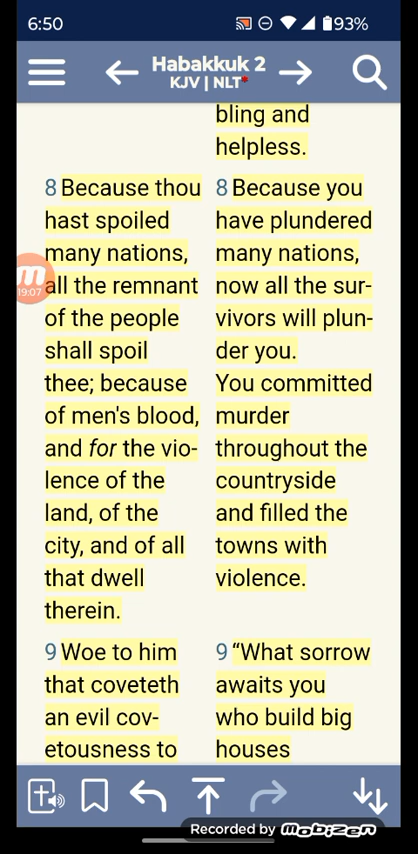 6:50
93%
Habakkuk 2
KJV | NLT*
bling and
helpless.
8 Because thou
hast spoiled
many nations,
all the remnant
of the people
shall spoil
thee; because
of men's blood,
and for the vio-
lence of the
land, of the
city, and of all
that dwell
therein.
9 Woe to him
that coveteth
an evil cov-
etousness to
8 Because you
have plundered
many nations,
now all the sur-
vivors will plun-
der you.
You committed
murder
throughout the
countryside
and filled the
towns with
violence.
9 “What sorrow
awaits you
who build big
houses
m
19:07
Recorded by mobizen